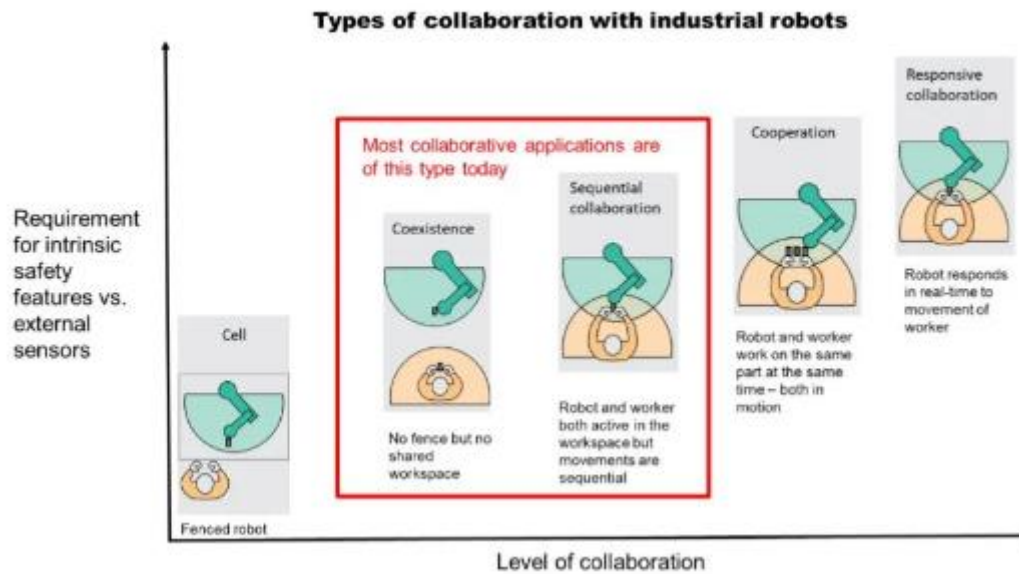 Types of collaboration with industrial robots
Responsive
collaboration
Cooperation
Most collaborative applications are
of this type today
Sequential
collaboration
Coexistence
Requirement
for intrinsic
safety
features vs.
external
sensors
Cell
Robot responds
in real-time to
movement of
worker
Robot and worker
work on the same
part at the same
time – both in
motion
Robot and worker
both active in the
workspace but
movements are
sequential
No fence but no
shared
workspace
Fenced robot
Level of collaboration